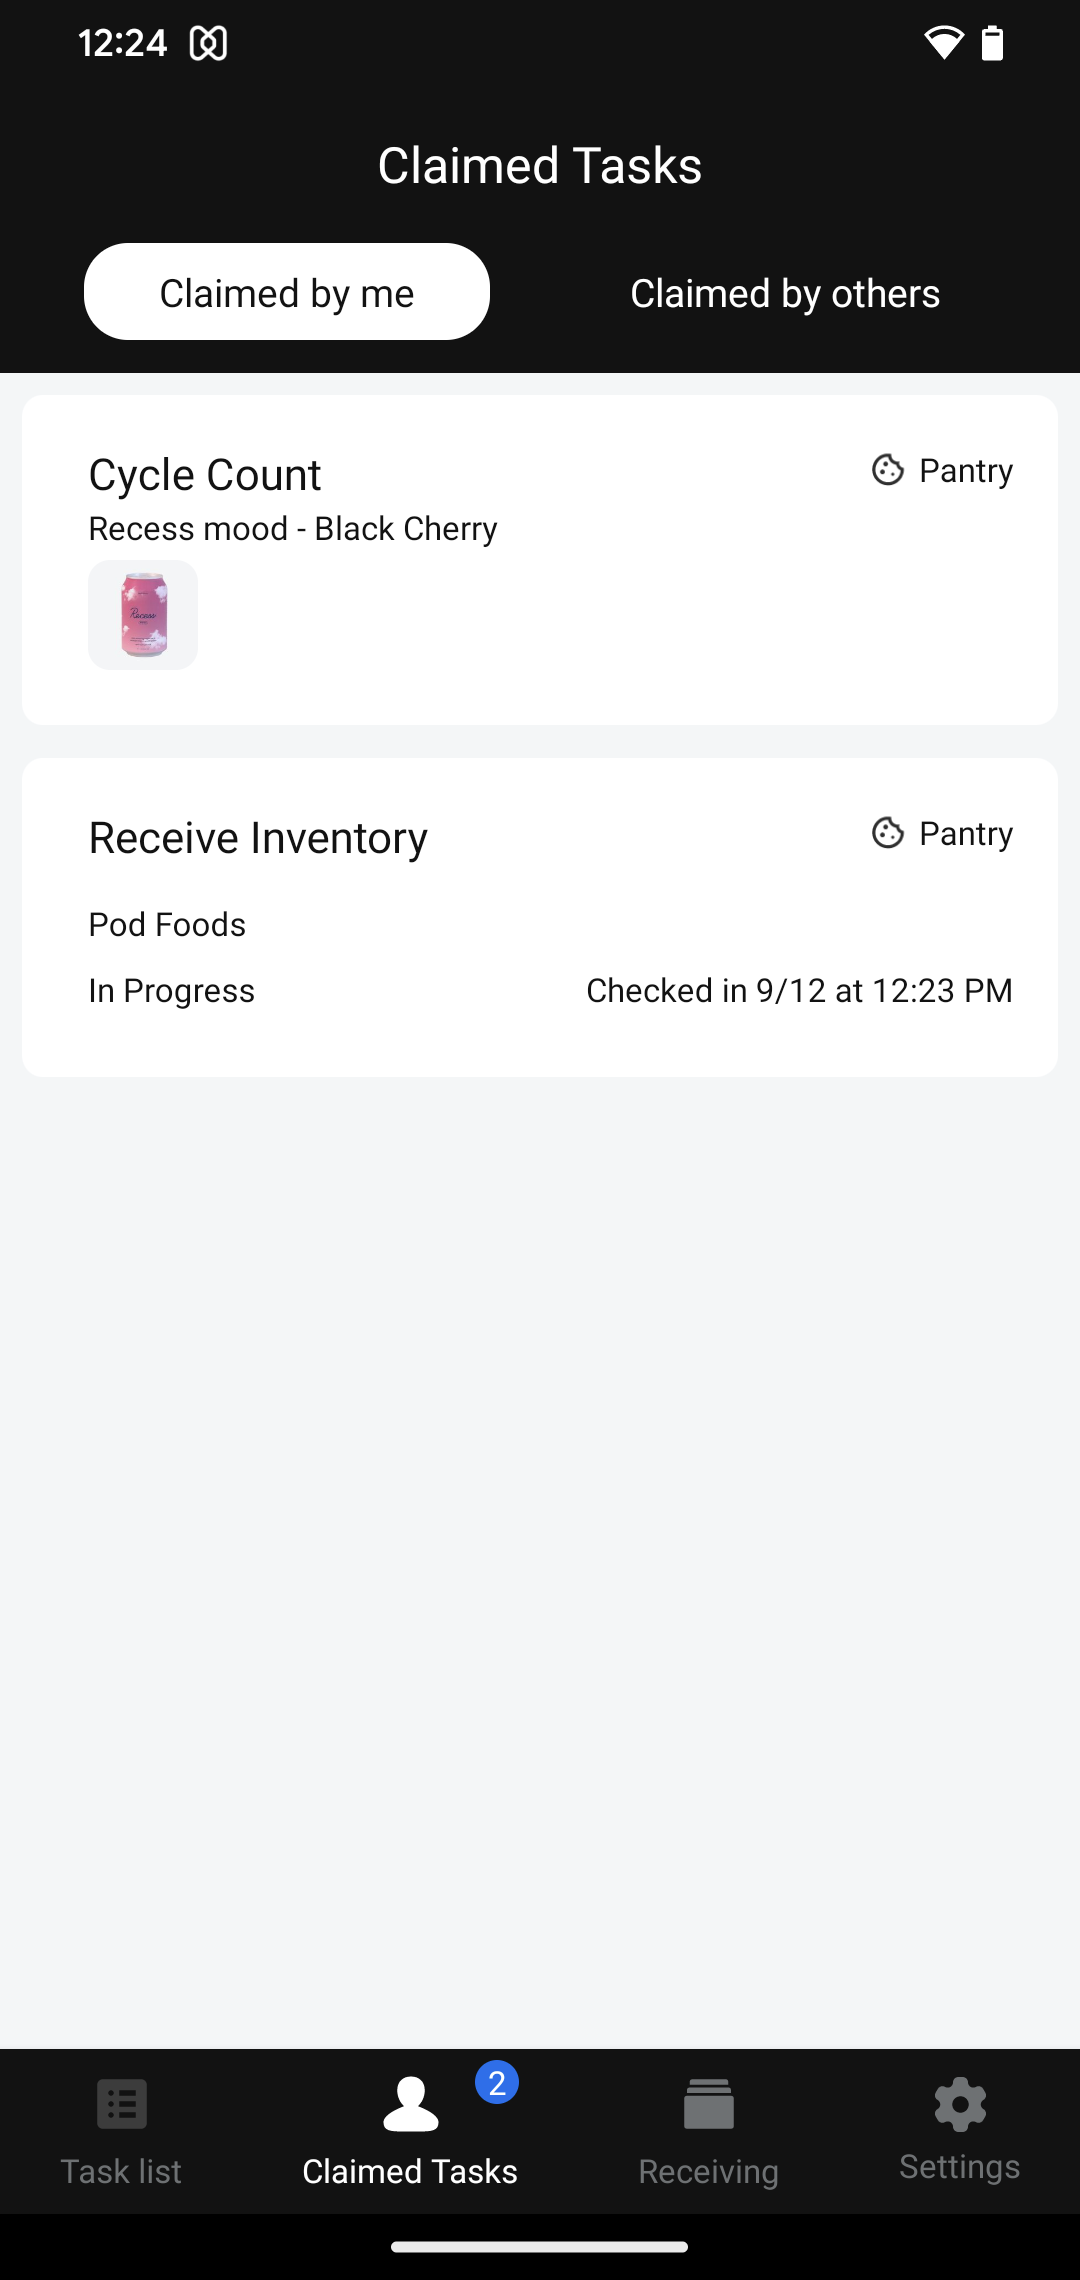 12:24
Claimed Tasks
Claimed by me
Claimed by others
Cycle Count
Pantry
Recess mood - Black Cherry
Recess
Receive Inventory
Pantry
Pod Foods
In Progress
Checked in 9/12 at 12:23 PM
2
Task list
Claimed Tasks
Receiving
Settings